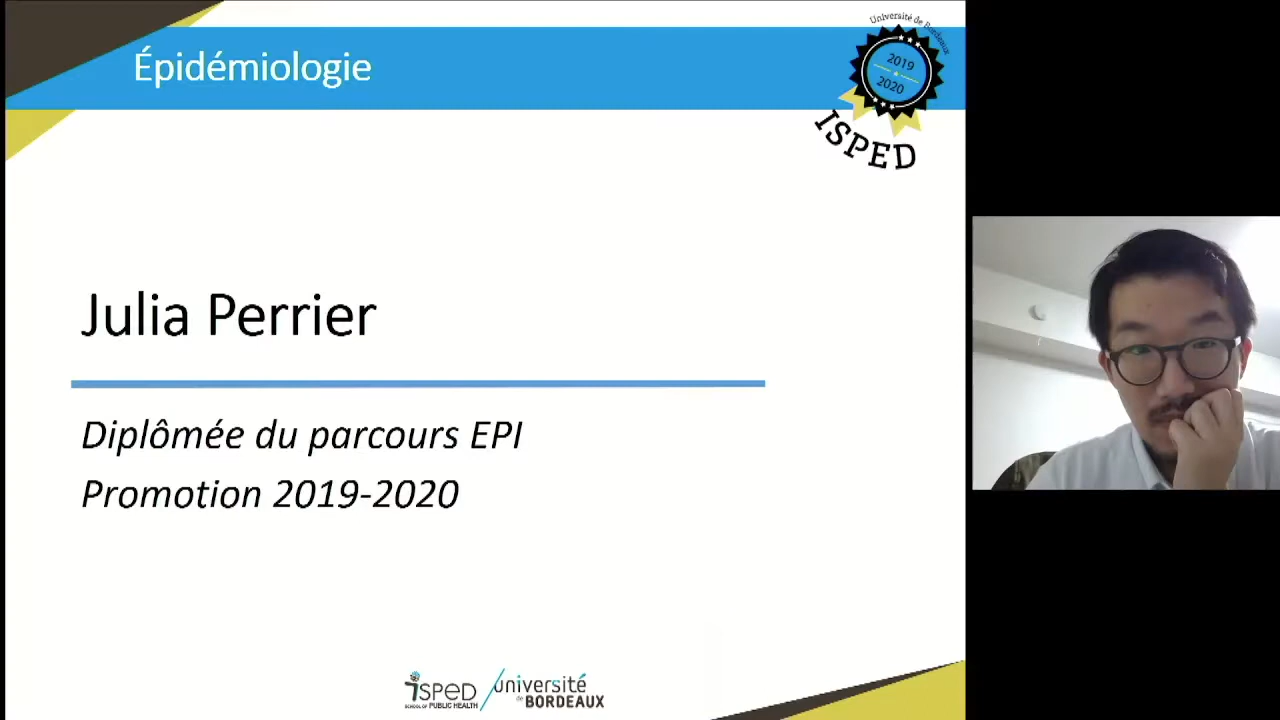 Épidémiologie
Université de Bordeaux
2019
2020
ISPED
Julia Perrier
Diplômée du parcours EPI
Promotion 2019-2020
isped
SCHOOL OF PUBLIC HEALTH
université
de BORDEAUX